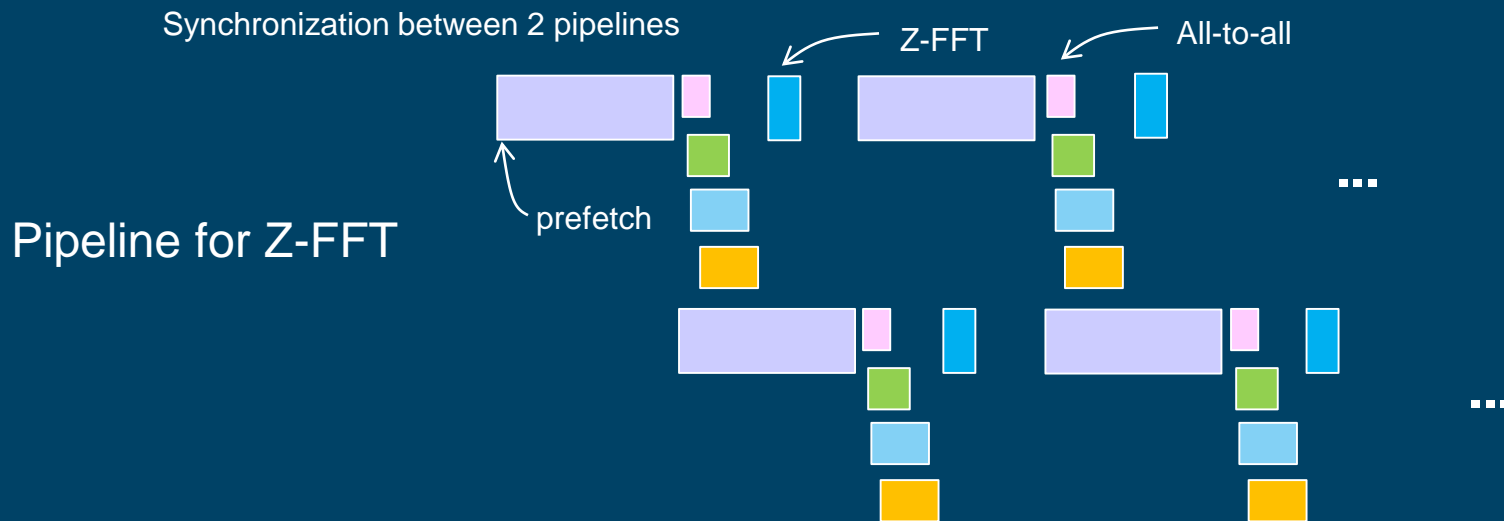 Synchronization between 2 pipelines
Z-FFT
All-to-all
prefetch
Pipeline for Z-FFT
...
...